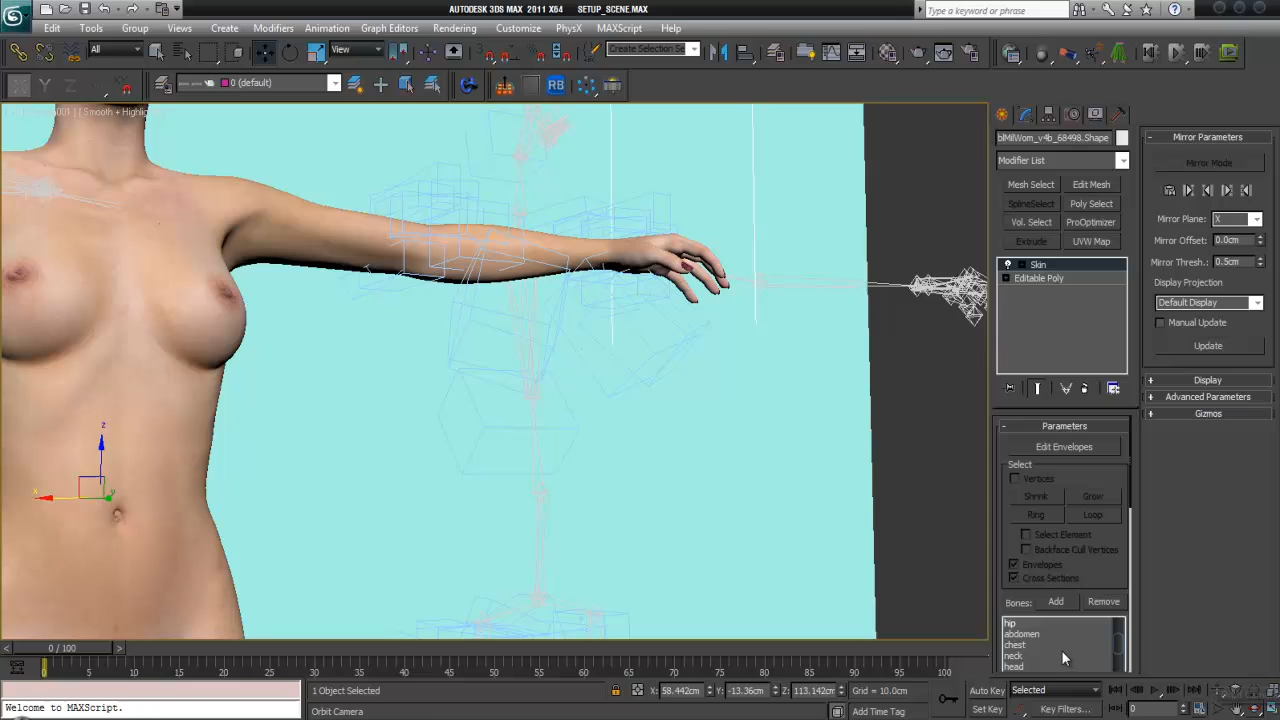 AUTODESK 3DS MAX 2011 X64 SETUP_SCENE.MAX
Type a keyword or phrase
Edit Tools Group Views Create Modifiers Animation Graph Editors Rendering Customize PhysX MAXScript Help
All View Create Selection Se
0 (default) RB
[ Smooth + Highlig
blMilWom_v4b_68498.Shape
Modifier List
Mesh Select Edit Mesh
SplineSelect Poly Select
Vol. Select ProOptimizer
Extrude UVW Map
Skin
Editable Poly
Parameters
Edit Envelopes
Select
Vertices
Shrink Grow
Ring Loop
Select Element
Backface Cull Vertices
Envelopes
Cross Sections
Bones: Add Remove
hip
abdomen
chest
neck
head
Mirror Parameters
Mirror Mode
Mirror Plane: X
Mirror Offset: 0.0cm
Mirror Thresh.: 0.5cm
Display Projection
Default Display
Manual Update
Update
Display
Advanced Parameters
Gizmos
x
y
z
0 / 100
0 5 10 15 20 25 30 35 40 45 50 55 60 65 70 75 80 85 90 95 100
1 Object Selected X: 58.442cm Y: -13.36cm Z: 113.142cm Grid = 10.0cm Auto Key Selected
Welcome to MAXScript. Orbit Camera Add Time Tag Set Key Key Filters... 0